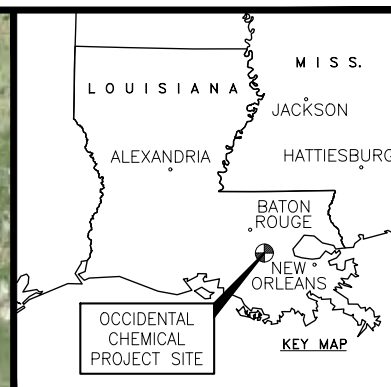 MISS.
LOUISIANA
JACKSON
ALEXANDRIA
HATTIESBURG
BATON
ROUGE
NEW
ORLEANS
OCCIDENTAL
CHEMICAL
PROJECT SITE
KEY MAP